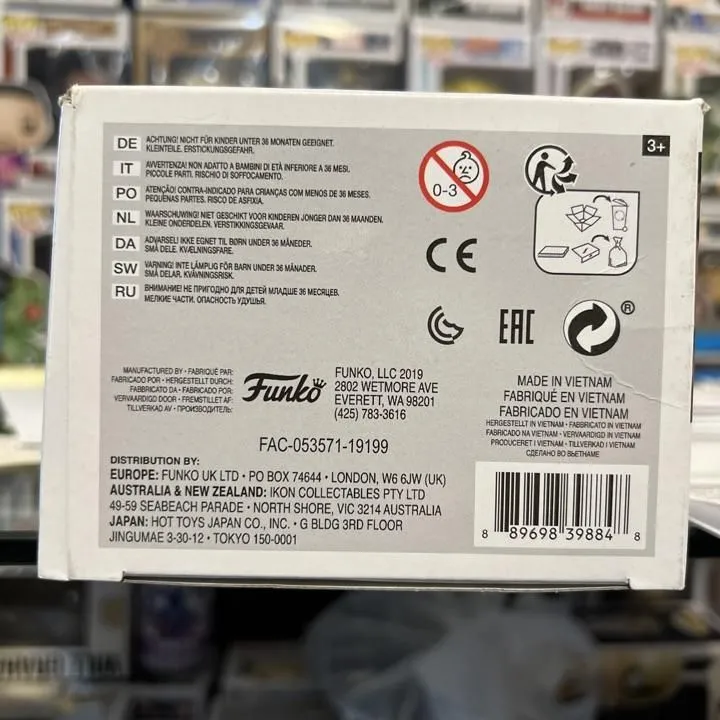 DE ACHTUNG! NICHT FÜR KINDER UNTER 36 MONATEN GEEIGNET.
KLEINTEILE. ERSTICKUNGSGEFAHR.
IT AVVERTENZA! NON ADATTO A BAMBINI DI ETÀ INFERIORE A 36 MESI.
PICCOLE PARTI. RISCHIO DI SOFFOCAMENTO.
PO ATENÇÃO! CONTRA-INDICADO PARA CRIANÇAS COM MENOS DE 36 MESES.
PEQUENAS PARTES. RISCO DE ASFIXIA.
NL WAARSCHUWING! NIET GESCHIKT VOOR KINDEREN JONGER DAN 36 MAANDEN.
KLEINE ONDERDELEN. VERSTIKKINGSGEVAAR.
DA ADVARSEL! IKKE EGNET TIL BØRN UNDER 36 MÅNEDER.
SMÅ DELE. KVÆLNINGSFARE.
SW VARNING! INTE LÄMPLIG FÖR BARN UNDER 36 MÅNADER.
SMÅ DELAR. KVÄVNINGSRISK.
RU ВНИМАНИЕ! НЕ ПРИГОДНО ДЛЯ ДЕТЕЙ МЛАДШЕ 36 МЕСЯЦЕВ.
МЕЛКИЕ ЧАСТИ. ОПАСНОСТЬ УДУШЬЯ.
0-3
3+
CE
EAC
®
MANUFACTURED BY • FABRIQUÉ PAR:
FABRICADO POR • HERGESTELLT DURCH:
FABBRICATO DA • FABRICADO POR:
VERVAARDIGD DOOR • FREMSTILLET AF:
TILLVERKAD AV • ПРОИЗВОДИТЕЛЬ:
Funko
FUNKO, LLC 2019
2802 WETMORE AVE
EVERETT, WA 98201
(425) 783-3616
MADE IN VIETNAM
FABRIQUÉ EN VIETNAM
FABRICADO EN VIETNAM
HERGESTELLT IN VIETNAM • FABBRICATO IN VIETNAM
FABRICADO NA VIETNAM • VERVAARDIGD IN VIETNAM
PRODUCERET I VIETNAM • TILLVERKAD I VIETNAM
СДЕЛАНО ВО ВЬЕТНАМЕ
FAC-053571-19199
DISTRIBUTION BY:
EUROPE: FUNKO UK LTD • PO BOX 74644 • LONDON, W6 6JW (UK)
AUSTRALIA & NEW ZEALAND: IKON COLLECTABLES PTY LTD
49-59 SEABEACH PARADE • NORTH SHORE, VIC 3214 AUSTRALIA
JAPAN: HOT TOYS JAPAN CO., INC. • G BLDG 3RD FLOOR
JINGUMAE 3-30-12 • TOKYO 150-0001
8 89698 39884 8